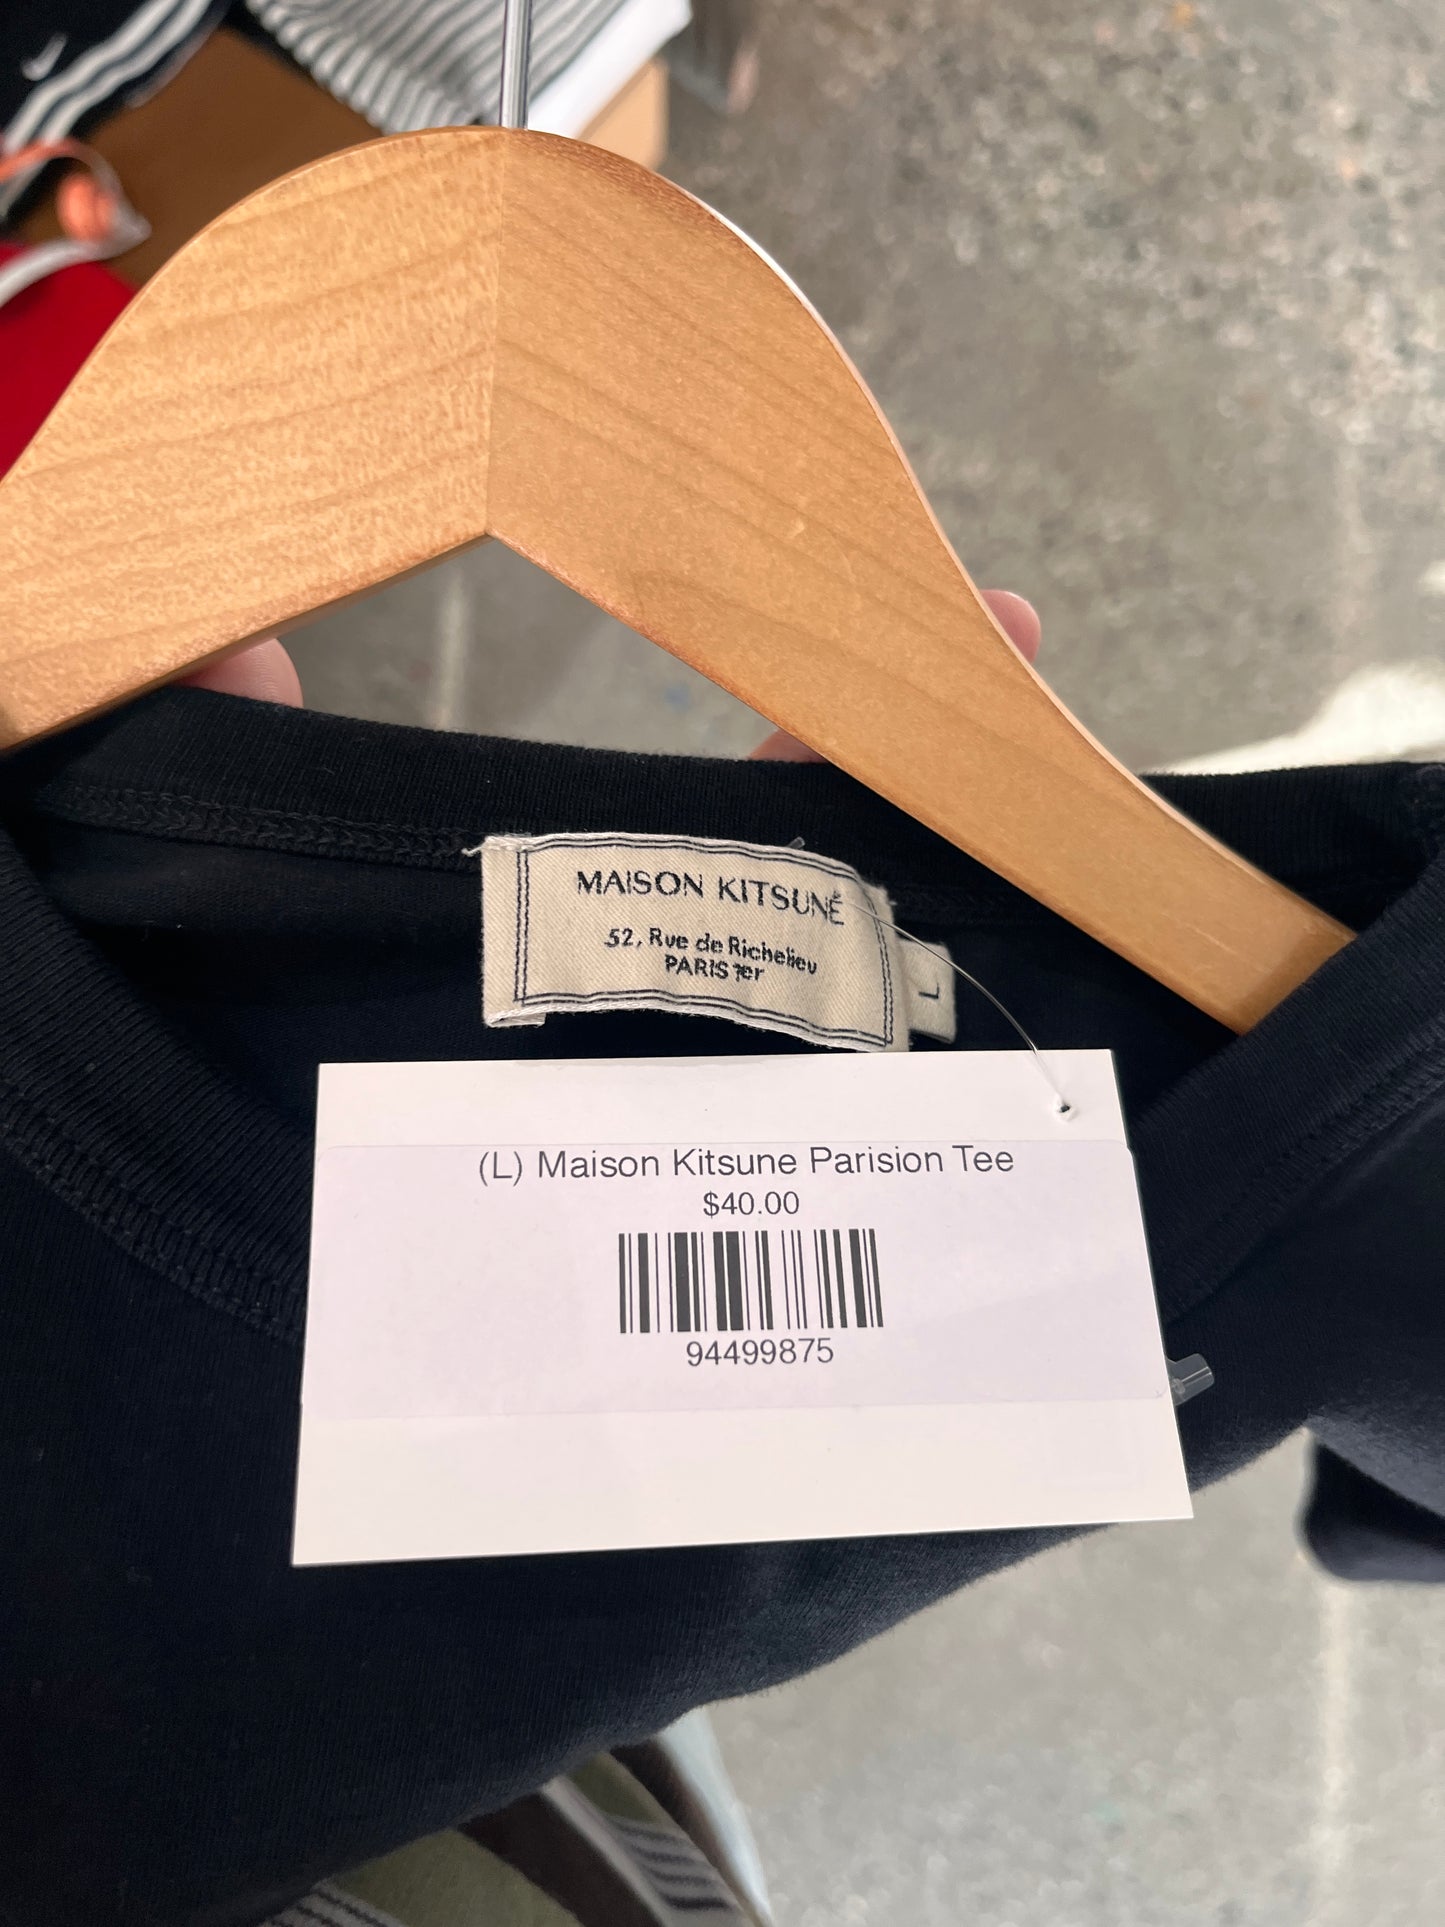 MAISON KITSUNÉ
52, Rue de Richelieu
PARIS 1er
L
(L) Maison Kitsune Parision Tee
$40.00
94499875